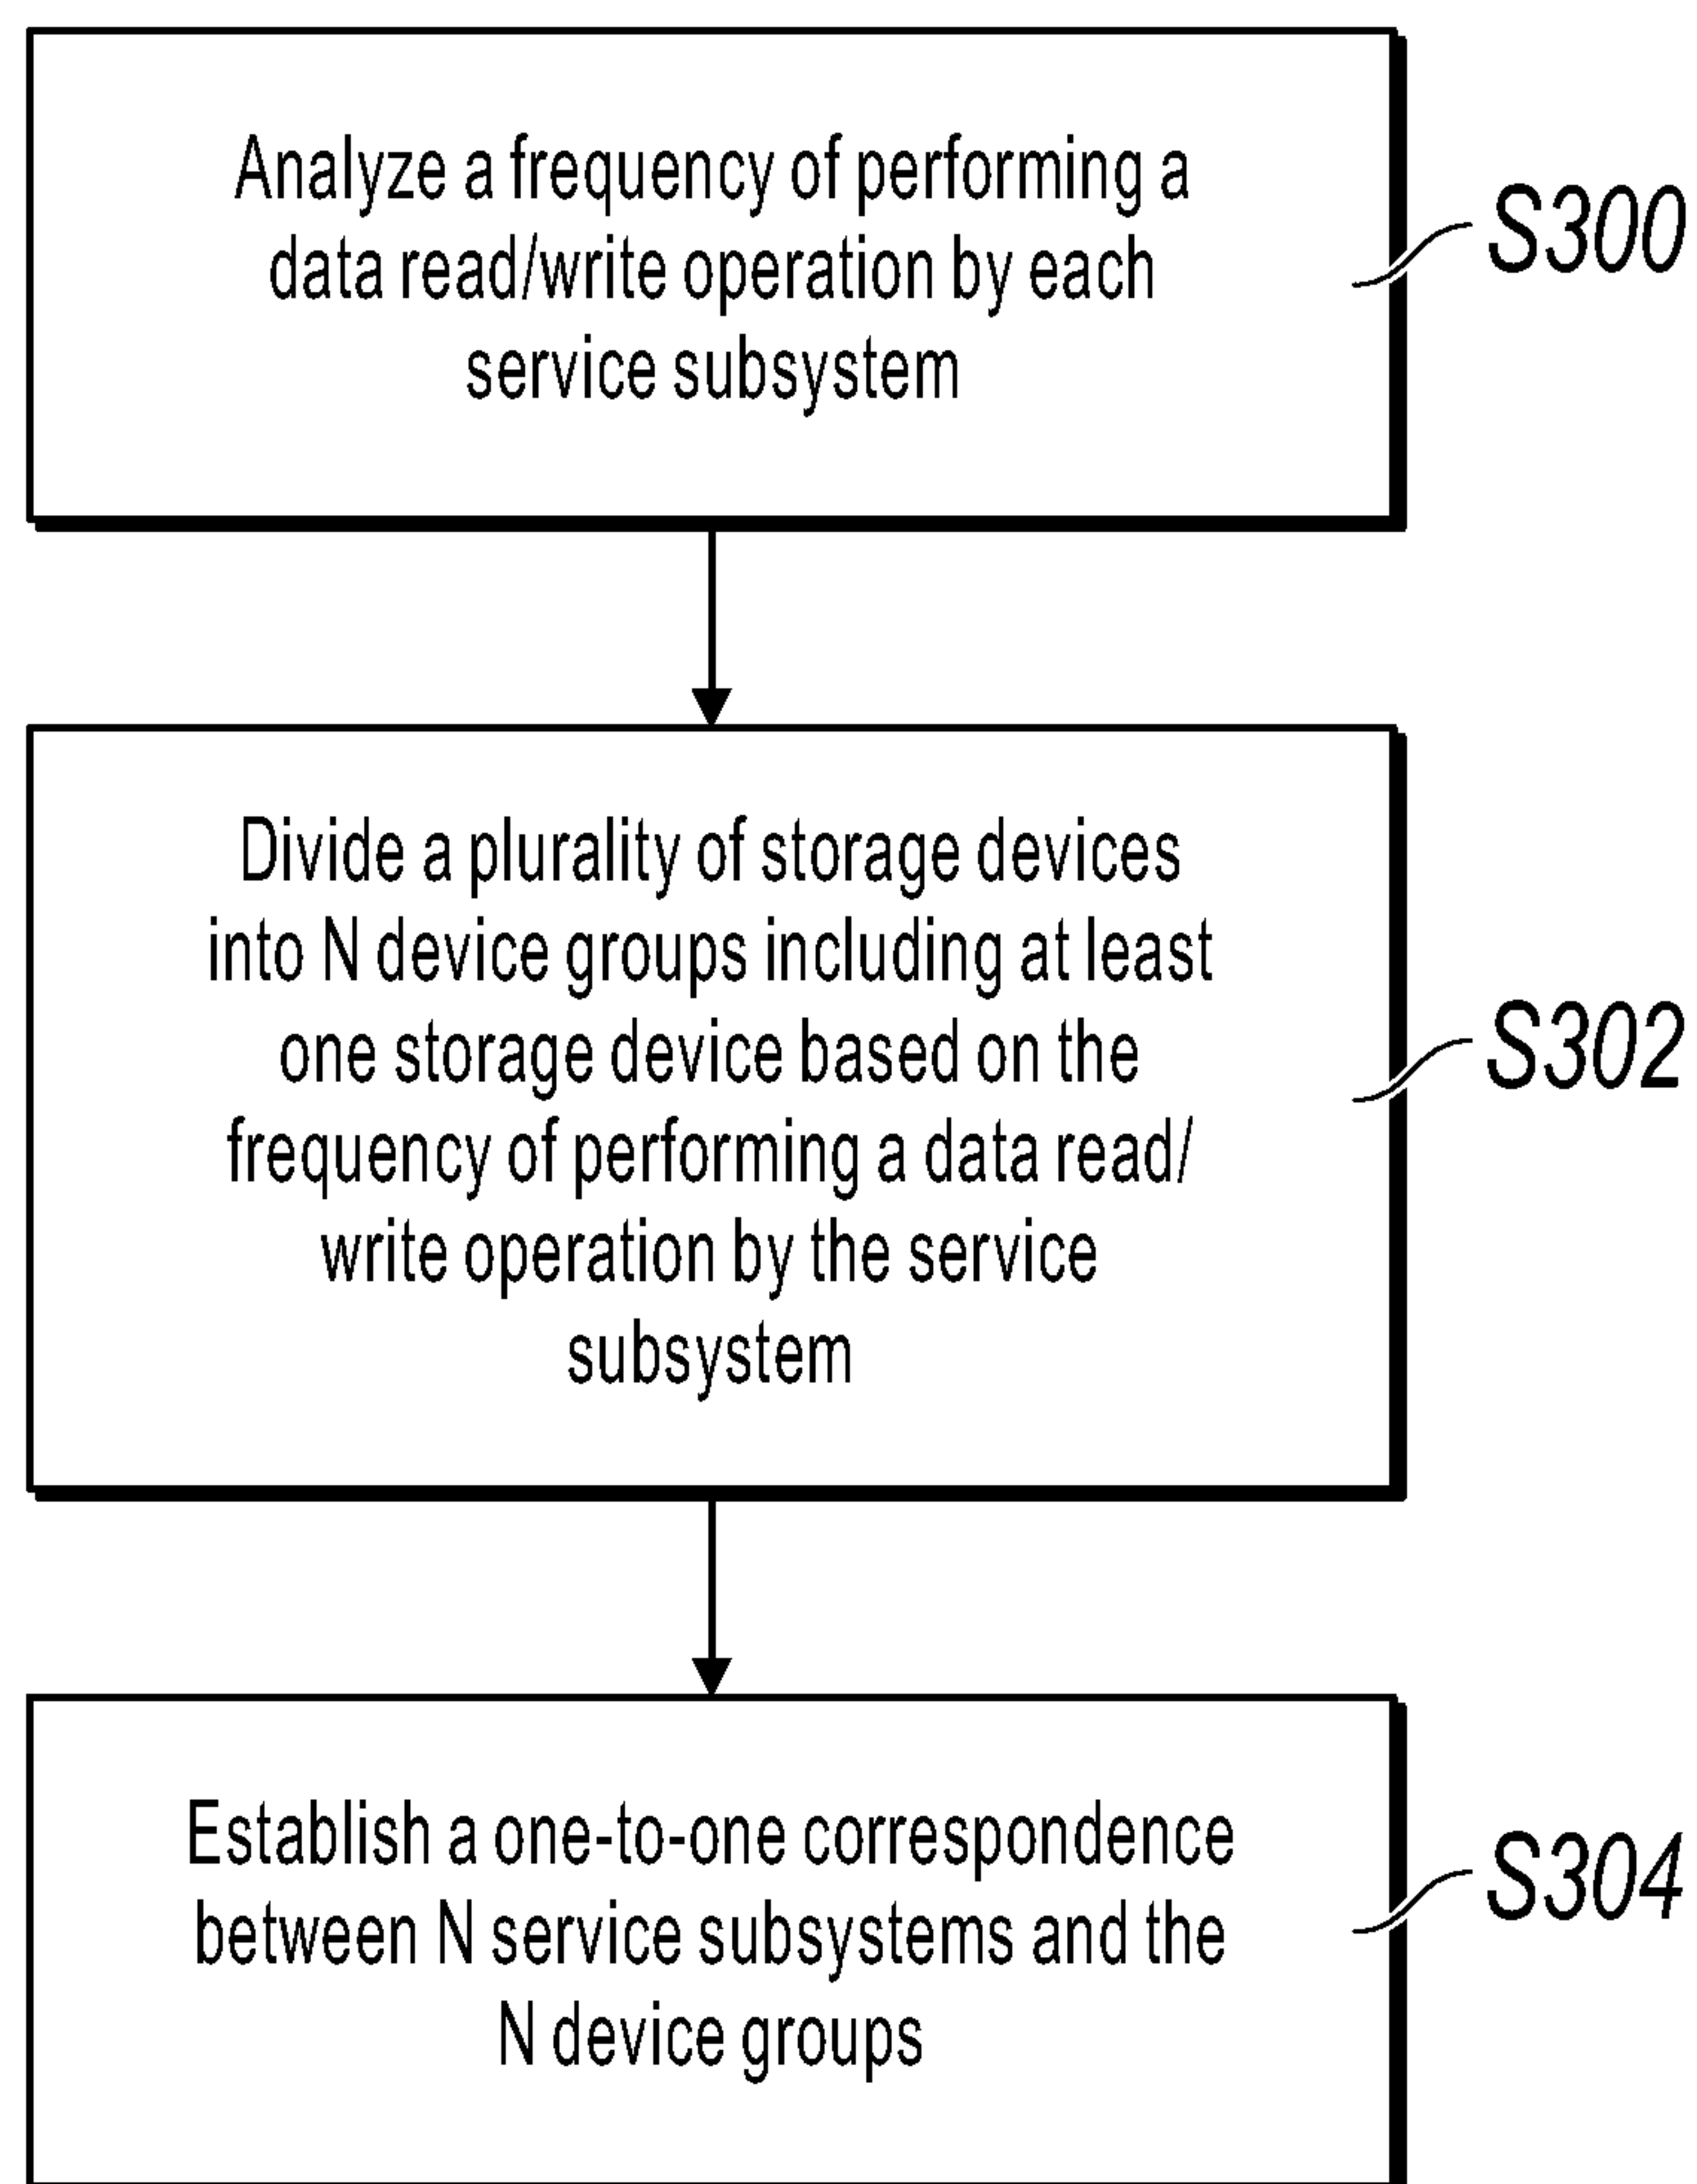 Analyze a frequency of performing a
data read/write operation by each
service subsystem
S300
Divide a plurality of storage devices
into N device groups including at least
one storage device based on the
frequency of performing a data read/
write operation by the service
subsystem
S302
Establish a one-to-one correspondence
between N service subsystems and the
N device groups
S304